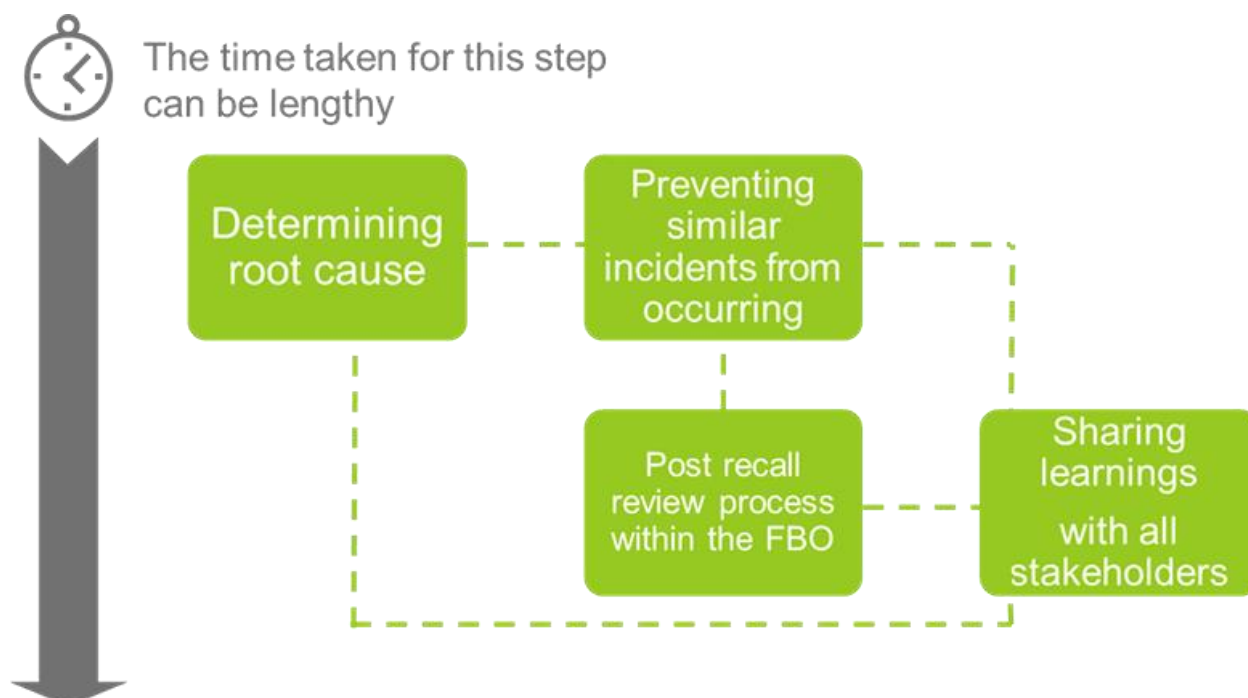 The time taken for this step
can be lengthy
Determining
root cause
Preventing
similar
incidents from
occurring
Post recall
review process
within the FBO
Sharing
learnings
with all
stakeholders